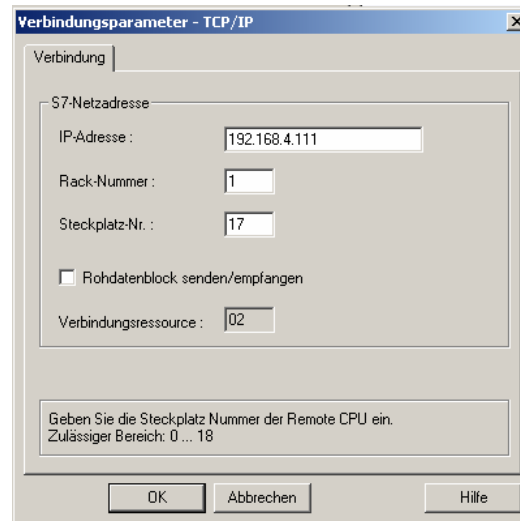 Verbindungsparameter - TCP/IP
Verbindung
S7-Netzadresse
IP-Adresse :
192.168.4.111
Rack-Nummer :
1
Steckplatz-Nr. :
17
Rohdatenblock senden/empfangen
Verbindungsressource :
02
Geben Sie die Steckplatz Nummer der Remote CPU ein.
Zulässiger Bereich: 0 ... 18
OK
Abbrechen
Hilfe